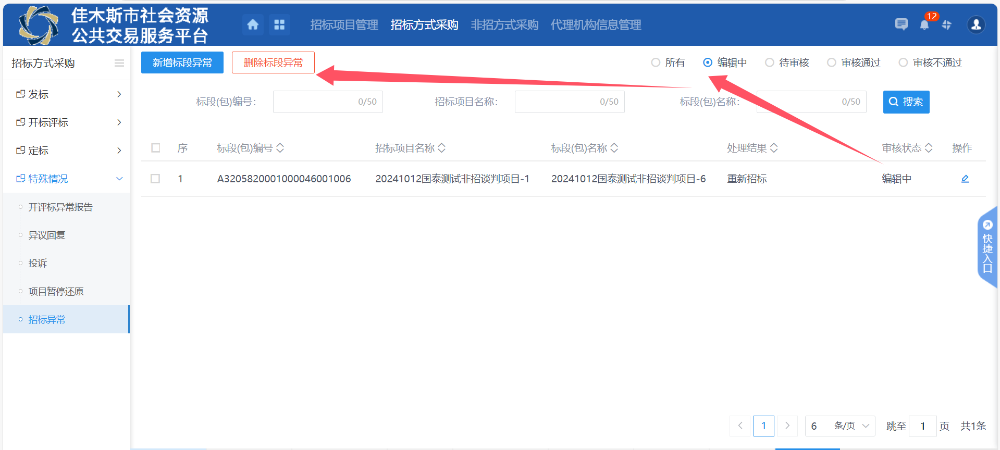 佳木斯市社会资源
公共交易服务平台
招标项目管理 招标方式采购 非招方式采购 代理机构信息管理
12
招标方式采购
发标
开标评标
定标
特殊情况
开评标异常报告
异议回复
投诉
项目暂停还原
招标异常
新增标段异常 删除标段异常
所有 编辑中 待审核 审核通过 审核不通过
标段(包)编号： 0/50 招标项目名称： 0/50 标段(包)名称： 0/50 搜索
序 标段(包)编号 招标项目名称 标段(包)名称 处理结果 审核状态 操作
1 A3205820001000046001006 20241012国泰测试非招谈判项目-1 20241012国泰测试非招谈判项目-6 重新招标 编辑中
快捷入口
1 6 条/页 跳至 1 页 共1条